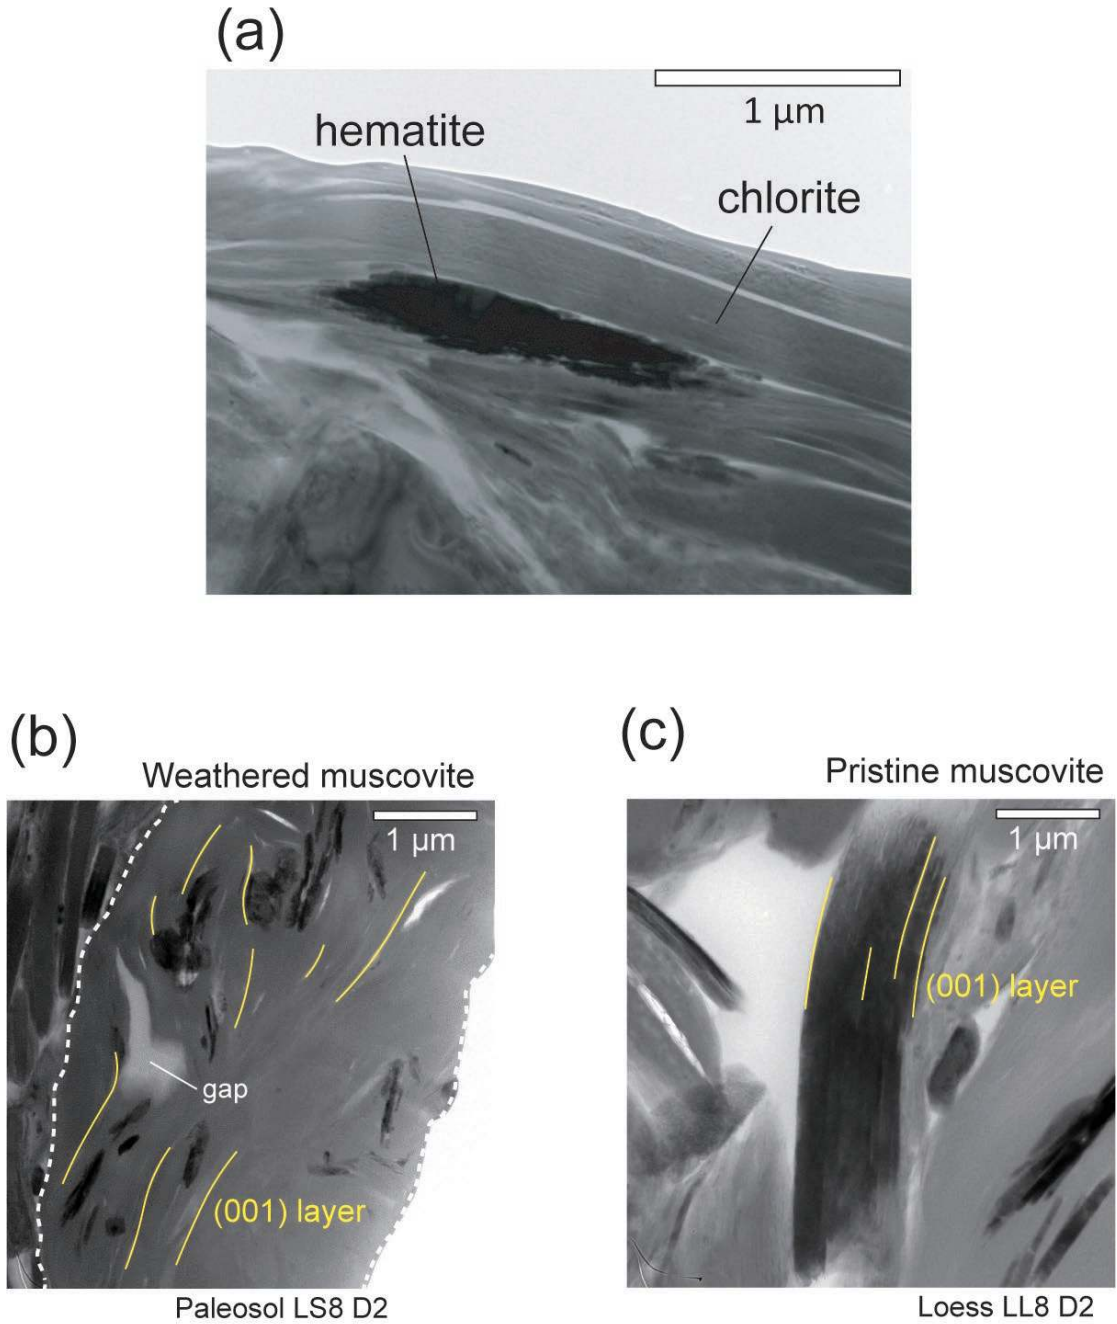 (a)
1 μm
hematite
chlorite
(b)
Weathered muscovite
1 μm
gap
(001) layer
Paleosol LS8 D2
(c)
Pristine muscovite
1 μm
(001) layer
Loess LL8 D2